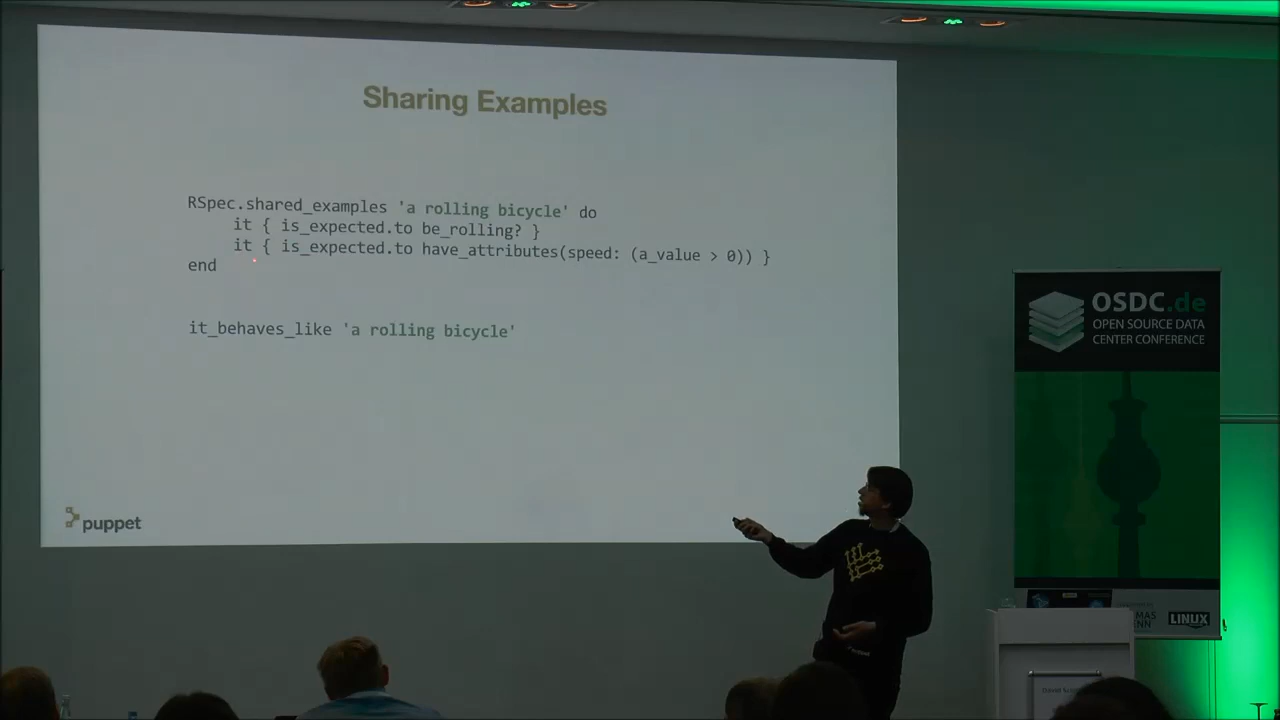 Sharing Examples
RSpec.shared_examples 'a rolling bicycle' do
it { is_expected.to be_rolling? }
it { is_expected.to have_attributes(speed: (a_value > 0)) }
end
it_behaves_like 'a rolling bicycle'
puppet
OSDC.de
OPEN SOURCE DATA
CENTER CONFERENCE
LINUX
David